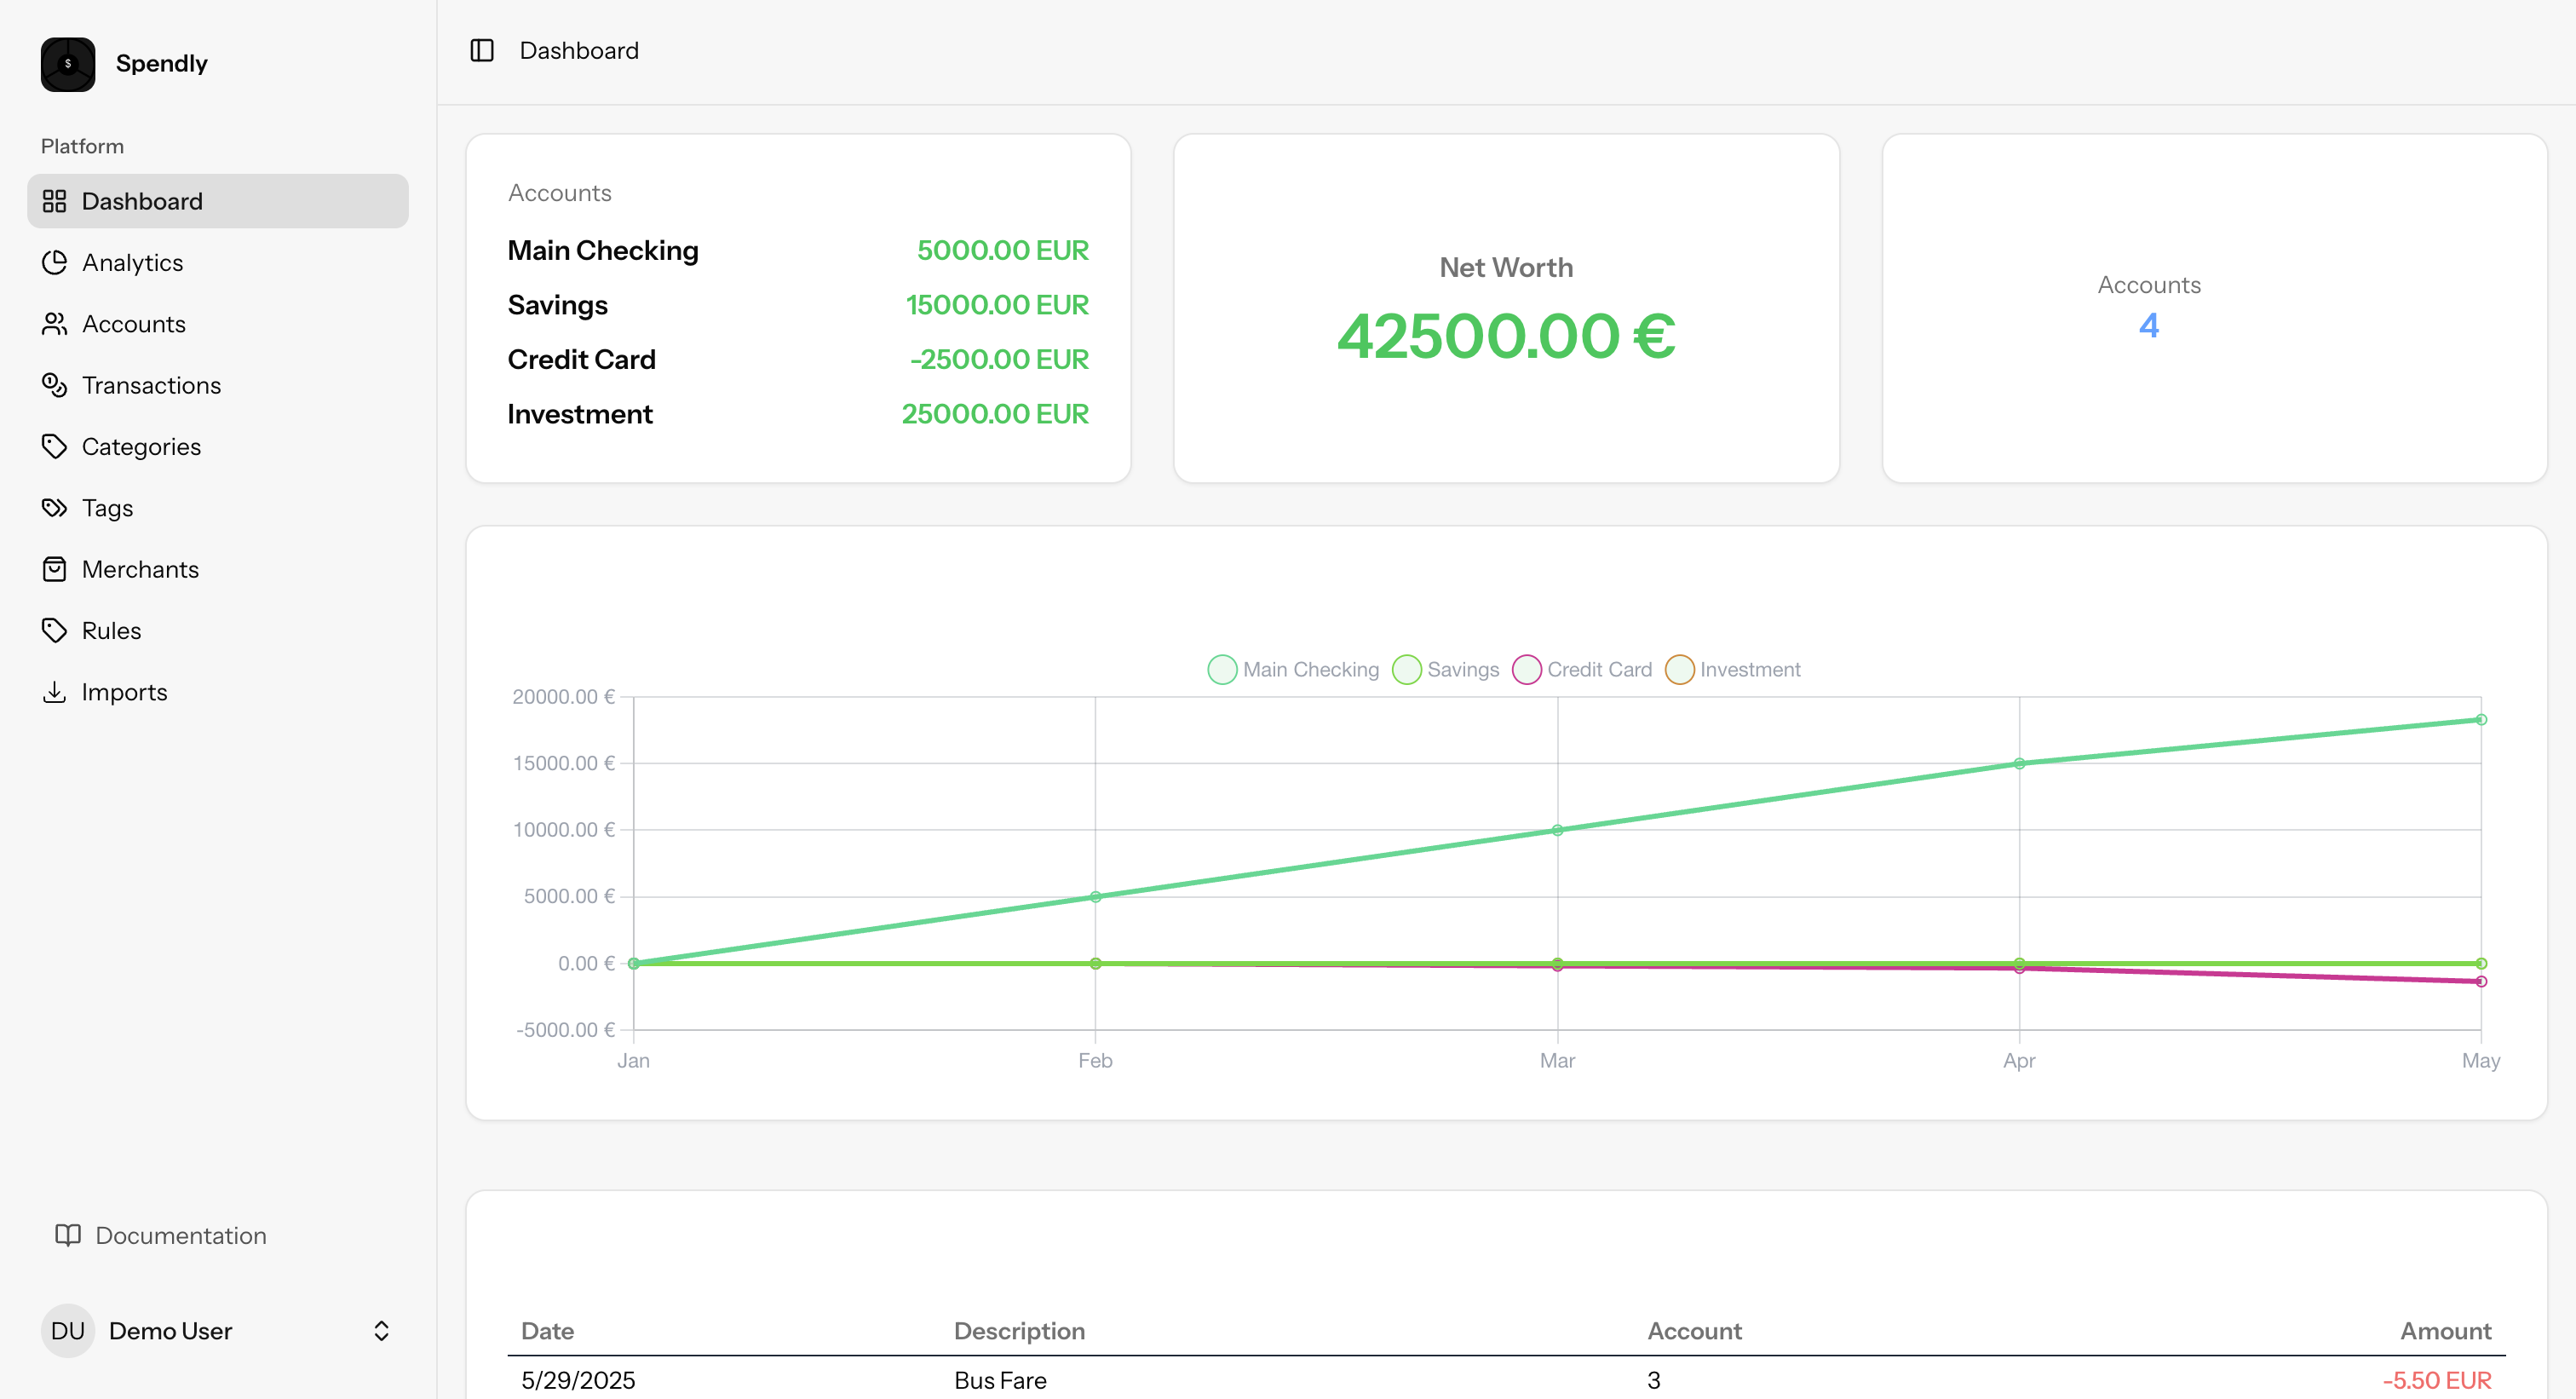 $
Spendly
Platform
Dashboard
Analytics
Accounts
Transactions
Categories
Tags
Merchants
Rules
Imports
Documentation
DU Demo User
Dashboard
Accounts
Main Checking 5000.00 EUR
Savings 15000.00 EUR
Credit Card -2500.00 EUR
Investment 25000.00 EUR
Net Worth
42500.00 €
Accounts
4
Main Checking Savings Credit Card Investment
20000.00 €
15000.00 €
10000.00 €
5000.00 €
0.00 €
-5000.00 €
Jan Feb Mar Apr May
Date Description Account Amount
5/29/2025 Bus Fare 3 -5.50 EUR